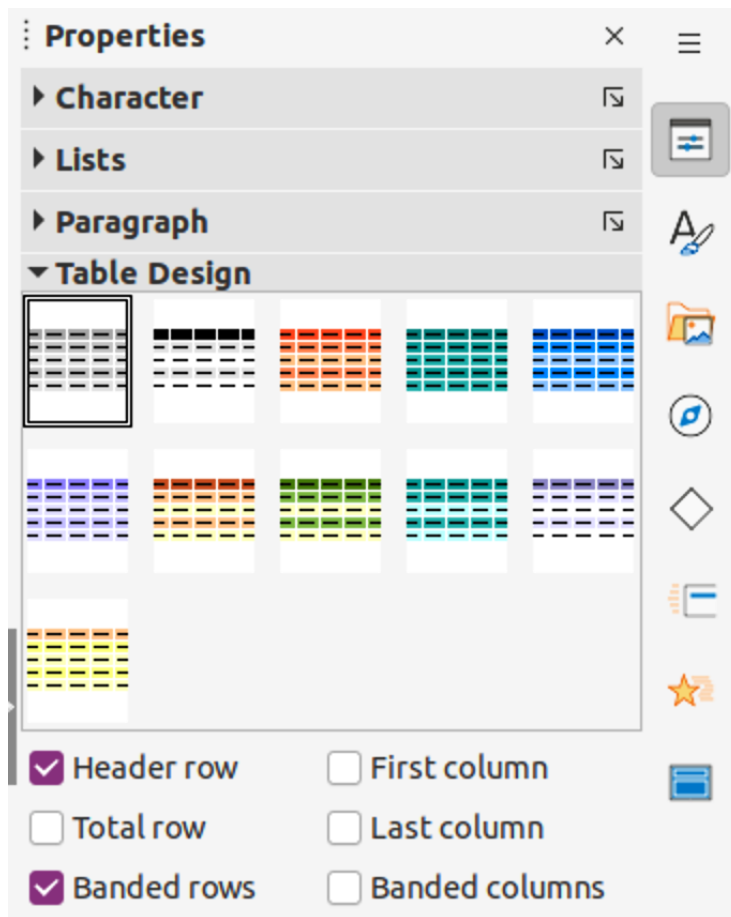 Properties
Character
Lists
Paragraph
Table Design
Header row
First column
Total row
Last column
Banded rows
Banded columns